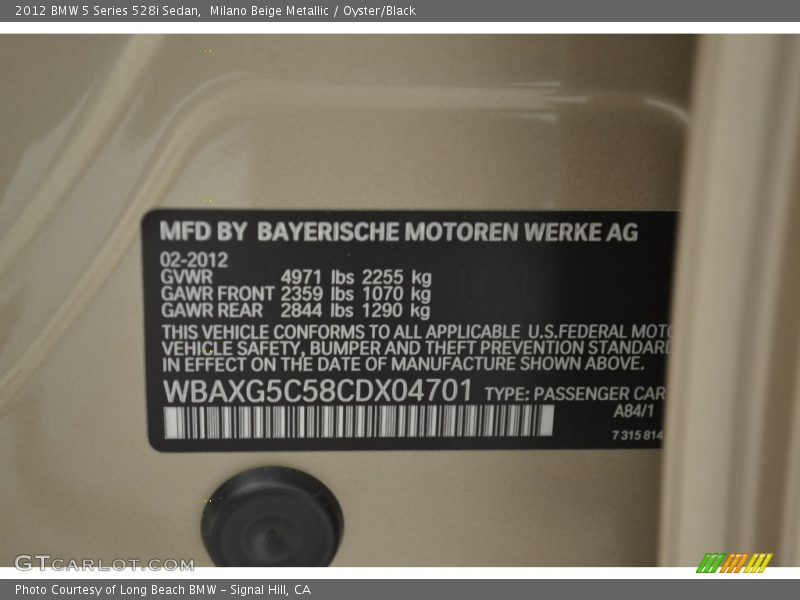 2012 BMW 5 Series 528i Sedan, Milano Beige Metallic / Oyster/Black
MFD BY BAYERISCHE MOTOREN WERKE AG
02-2012
GVWR 4971 lbs 2255 kg
GAWR FRONT 2359 lbs 1070 kg
GAWR REAR 2844 lbs 1290 kg
THIS VEHICLE CONFORMS TO ALL APPLICABLE U.S.FEDERAL MOTO
VEHICLE SAFETY, BUMPER AND THEFT PREVENTION STANDARD
IN EFFECT ON THE DATE OF MANUFACTURE SHOWN ABOVE.
WBAXG5C58CDX04701 TYPE: PASSENGER CAR
A84/1
7 315 814
GTCARLOT.COM
Photo Courtesy of Long Beach BMW – Signal Hill, CA